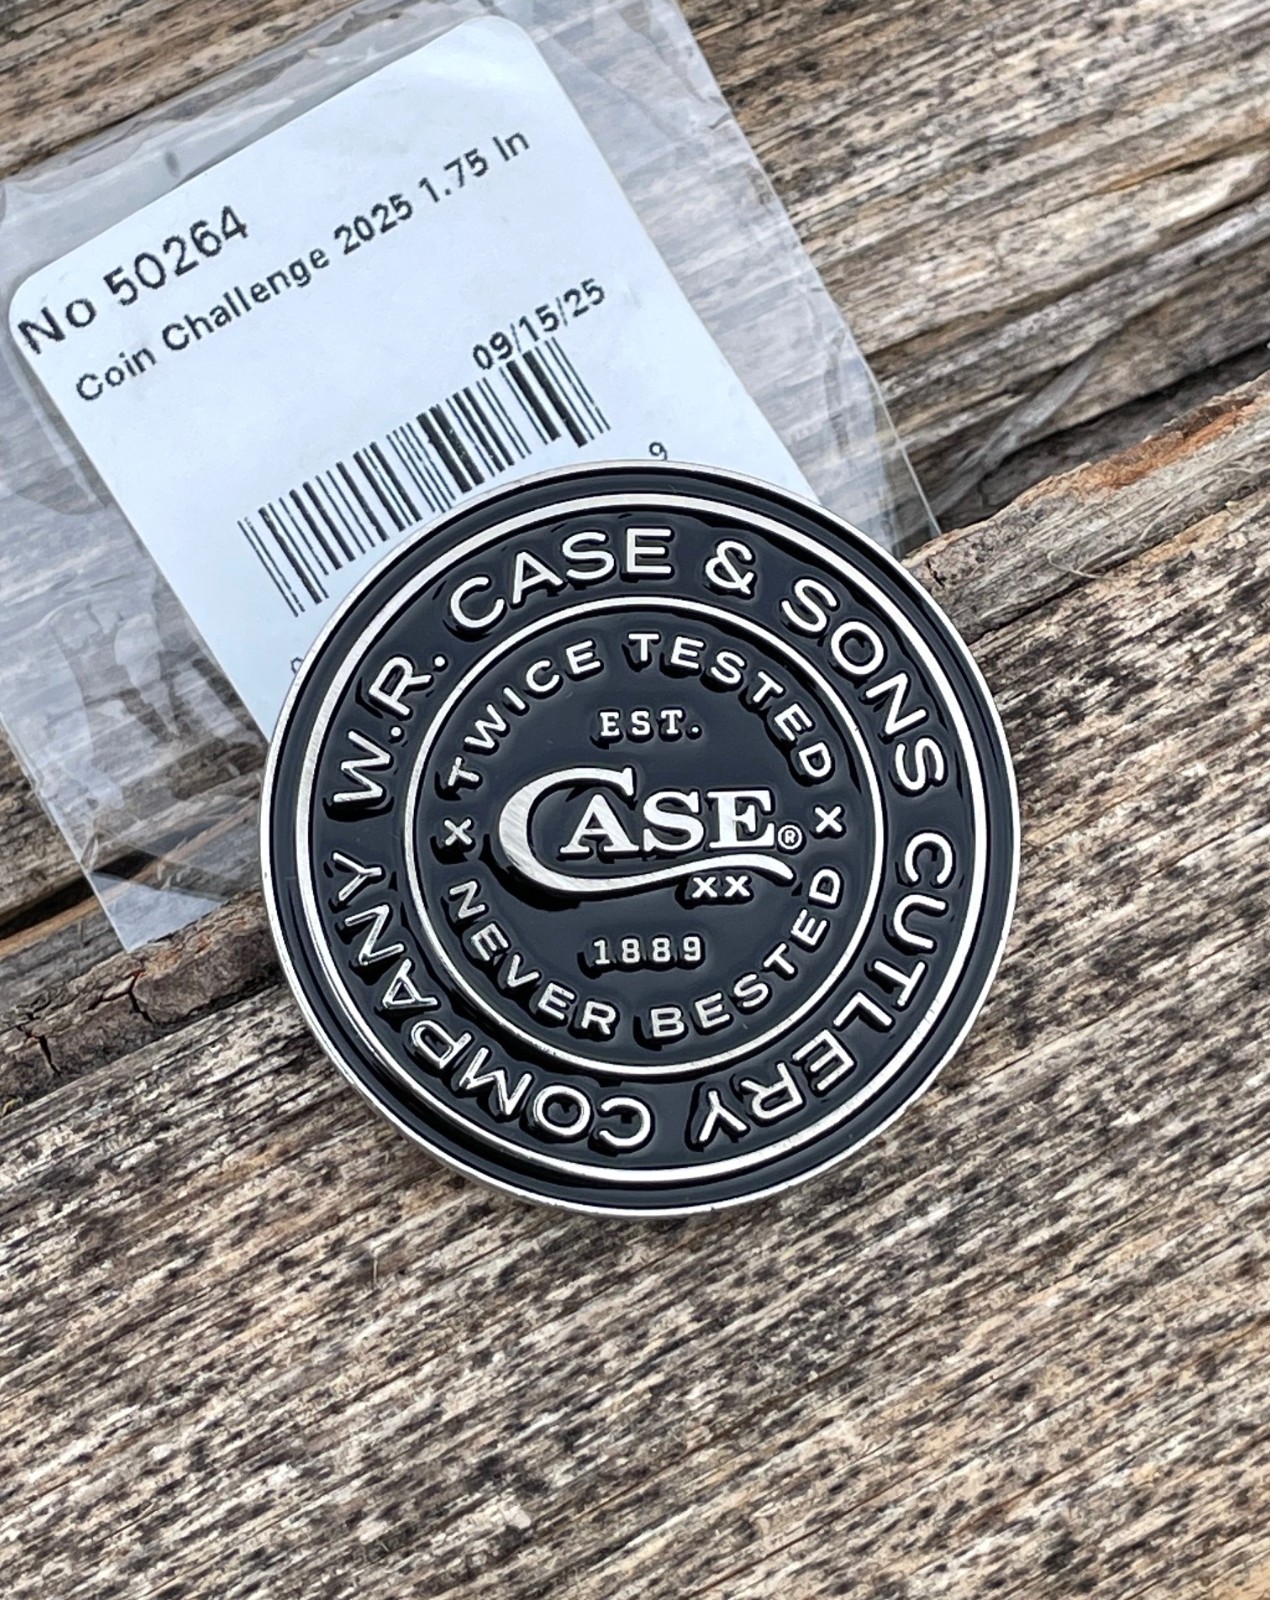 No 50264
Coin Challenge 2025 1.75 In
09/15/25
9
W.R. CASE & SONS CUTLERY COMPANY
TWICE TESTED
X NEVER BESTED X
EST.
CASE®
XX
1889